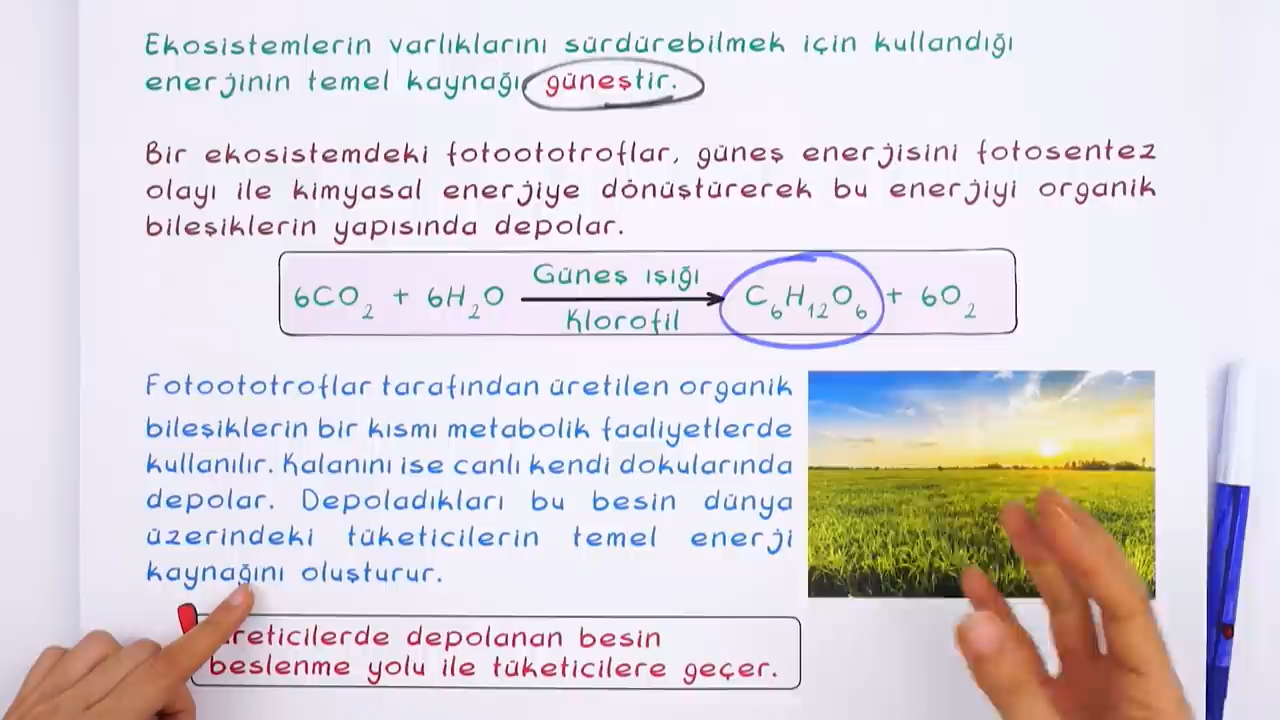 Ekosistemlerin varlıklarını sürdürebilmek için kullandığı
enerjinin temel kaynağı güneştir.
Bir ekosistemdeki fotoototroflar, güneş enerjisini fotosentez
olayı ile kimyasal enerjiye dönüştürerek bu enerjiyi organik
bileşiklerin yapısında depolar.
Güneş ışığı
6CO₂ + 6H₂O → C₆H₁₂O₆ + 6O₂
Klorofil
Fotoototroflar tarafından üretilen organik
bileşiklerin bir kısmı metabolik faaliyetlerde
kullanılır. Kalanını ise canlı kendi dokularında
depolar. Depoladıkları bu besin dünya
üzerindeki tüketicilerin temel enerji
kaynağını oluşturur.
reticilerde depolanan besin
beslenme yolu ile tüketicilere geçer.